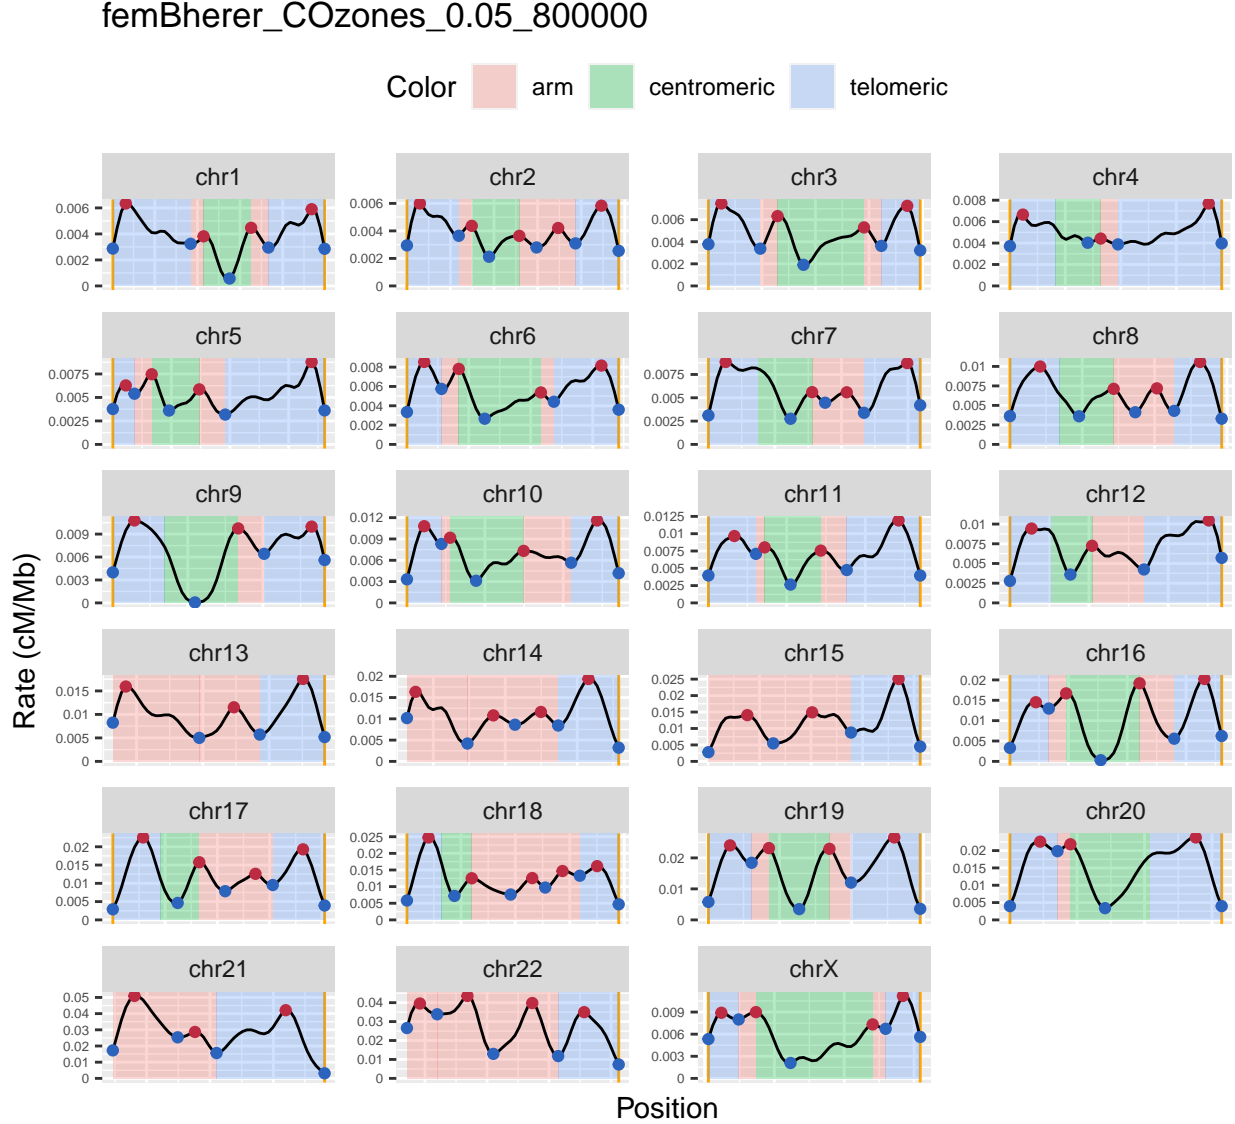 femBherer_COzones_0.05_800000
Color arm centromeric telomeric
chr1 chr2 chr3 chr4
0.006 0.004 0.002 0
0.006 0.004 0.002 0
0.006 0.004 0.002 0
0.008 0.006 0.004 0.002 0
chr5 chr6 chr7 chr8
0.0075 0.005 0.0025 0
0.008 0.006 0.004 0.002 0
0.0075 0.005 0.0025 0
0.01 0.0075 0.005 0.0025 0
chr9 chr10 chr11 chr12
0.009 0.006 0.003 0
0.012 0.009 0.006 0.003 0
0.0125 0.01 0.0075 0.005 0.0025 0
0.01 0.0075 0.005 0.0025 0
chr13 chr14 chr15 chr16
0.015 0.01 0.005 0
0.02 0.015 0.01 0.005 0
0.025 0.02 0.015 0.01 0.005 0
0.02 0.015 0.01 0.005 0
chr17 chr18 chr19 chr20
0.02 0.015 0.01 0.005 0
0.025 0.02 0.015 0.01 0.005 0
0.02 0.01 0
0.02 0.015 0.01 0.005 0
chr21 chr22 chrX
0.05 0.04 0.03 0.02 0.01 0
0.04 0.03 0.02 0.01 0
0.009 0.006 0.003 0
Rate (cM/Mb)
Position